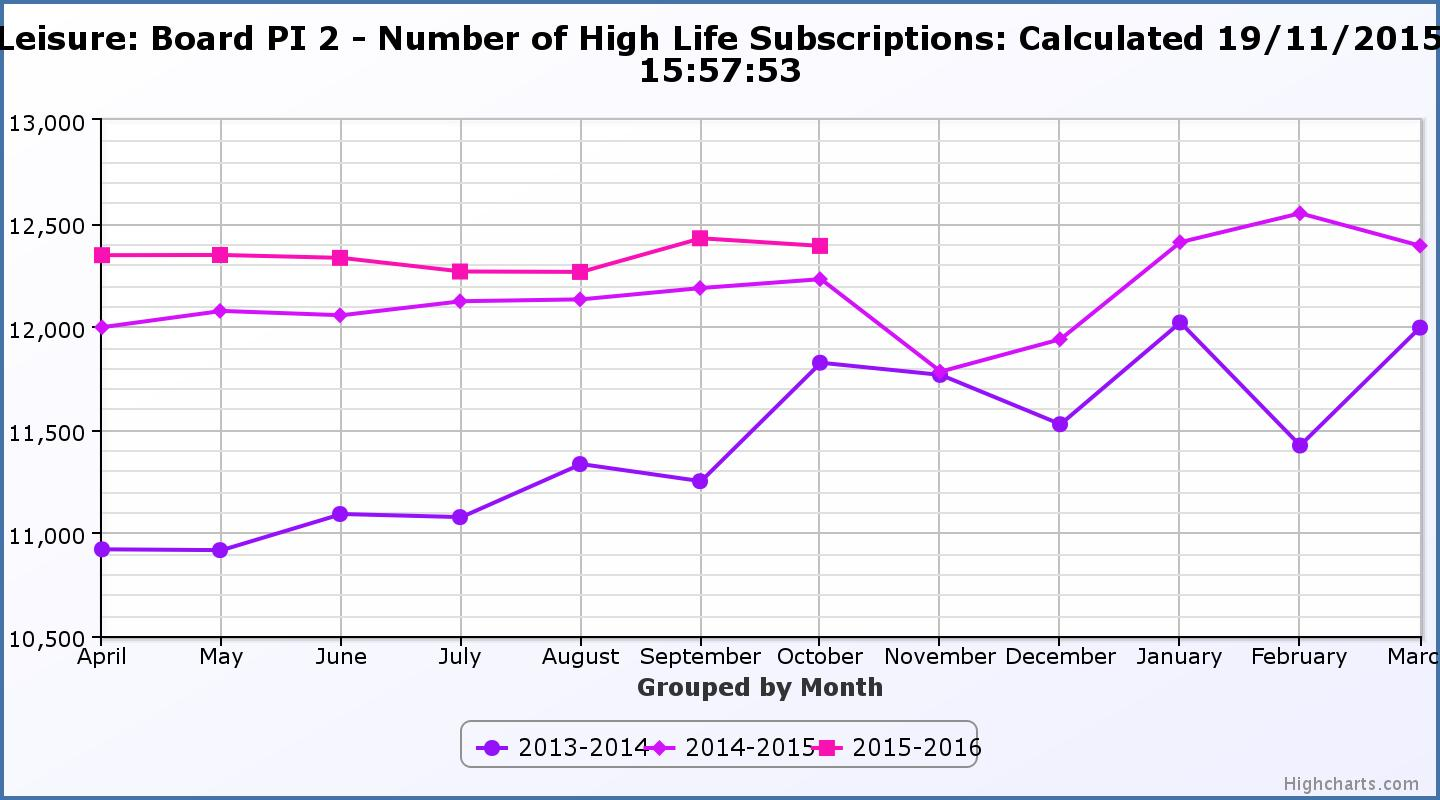 Leisure: Board PI 2 - Number of High Life Subscriptions: Calculated 19/11/2015
15:57:53
13,000
12,500
12,000
11,500
11,000
10,500
April May June July August September October November December January February Marc
Grouped by Month
2013-2014 2014-2015 2015-2016
Highcharts.com